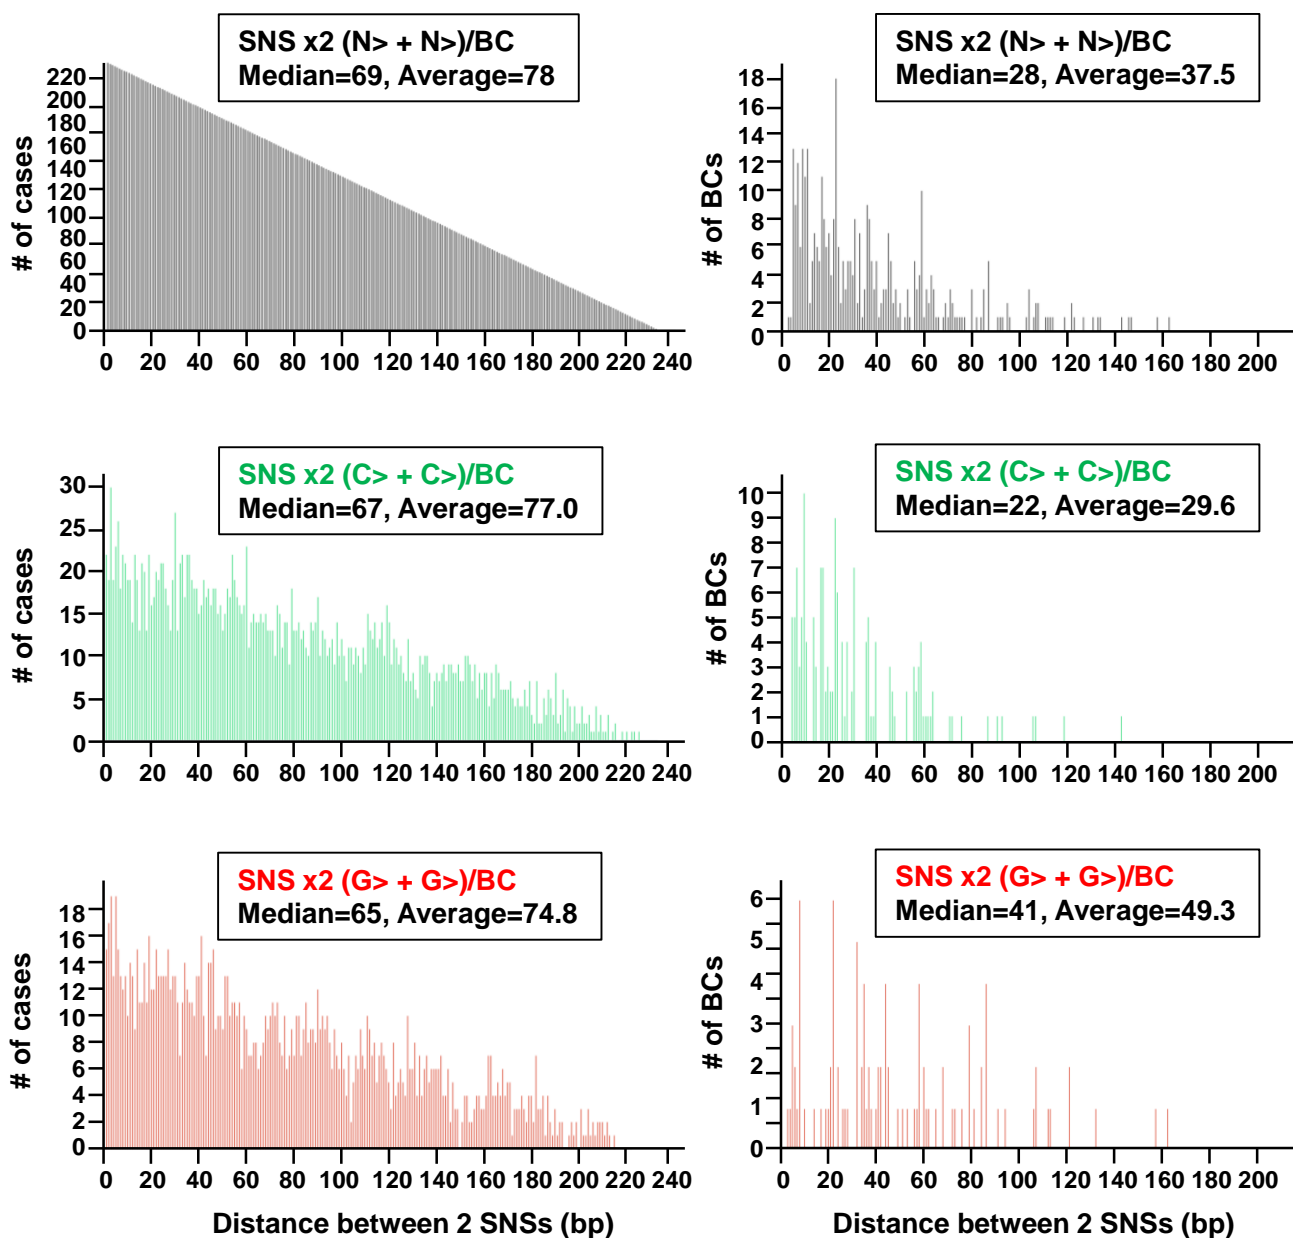 SNS x2 (N> + N>)/BC
Median=69, Average=78
# of cases
220
200
180
160
140
120
100
80
60
40
20
0
0 20 40 60 80 100 120 140 160 180 200 220 240
SNS x2 (N> + N>)/BC
Median=28, Average=37.5
# of BCs
18
16
14
12
10
8
6
4
2
0
0 20 40 60 80 100 120 140 160 180 200
SNS x2 (C> + C>)/BC
Median=67, Average=77.0
# of cases
30
25
20
15
10
5
0
0 20 40 60 80 100 120 140 160 180 200 220 240
SNS x2 (C> + C>)/BC
Median=22, Average=29.6
# of BCs
10
9
8
7
6
5
4
3
2
1
0
0 20 40 60 80 100 120 140 160 180 200
SNS x2 (G> + G>)/BC
Median=65, Average=74.8
# of cases
18
16
14
12
10
8
6
4
2
0
0 20 40 60 80 100 120 140 160 180 200 220 240
Distance between 2 SNSs (bp)
SNS x2 (G> + G>)/BC
Median=41, Average=49.3
# of BCs
6
5
4
3
2
1
0
0 20 40 60 80 100 120 140 160 180 200
Distance between 2 SNSs (bp)